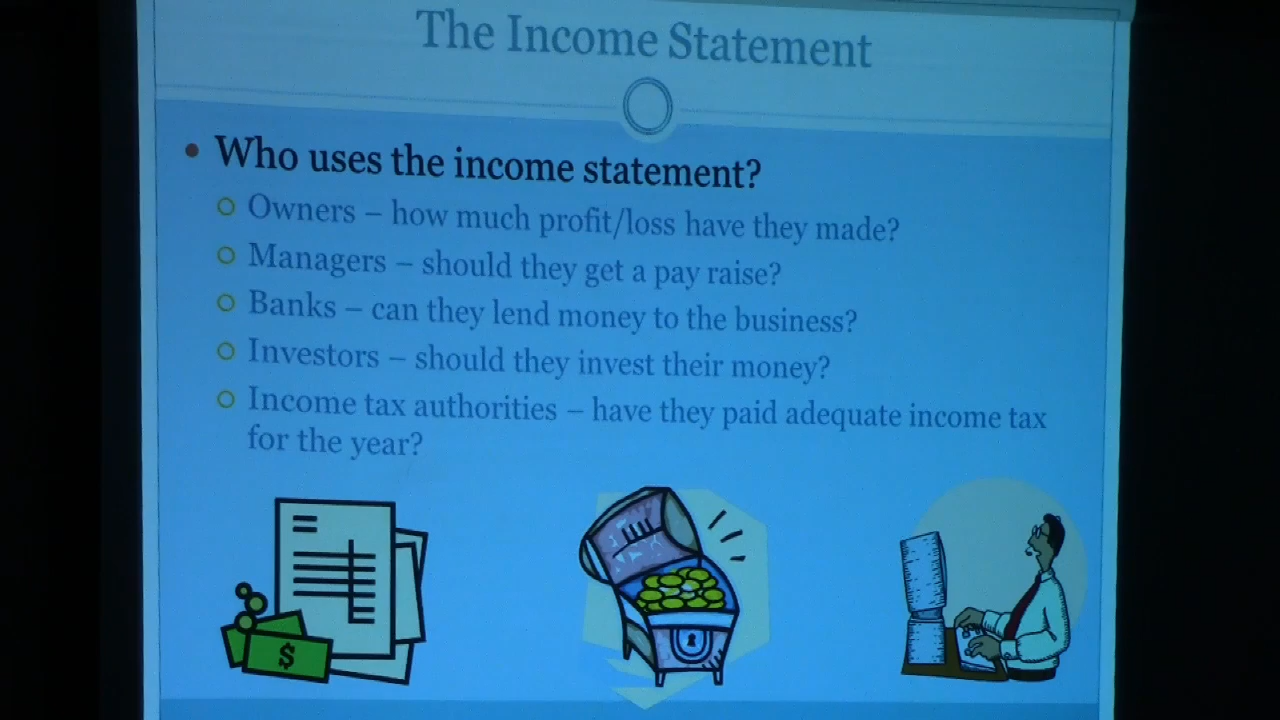 The Income Statement
Who uses the income statement?
Owners – how much profit/loss have they made?
Managers – should they get a pay raise?
Banks – can they lend money to the business?
Investors – should they invest their money?
Income tax authorities – have they paid adequate income tax
for the year?
$